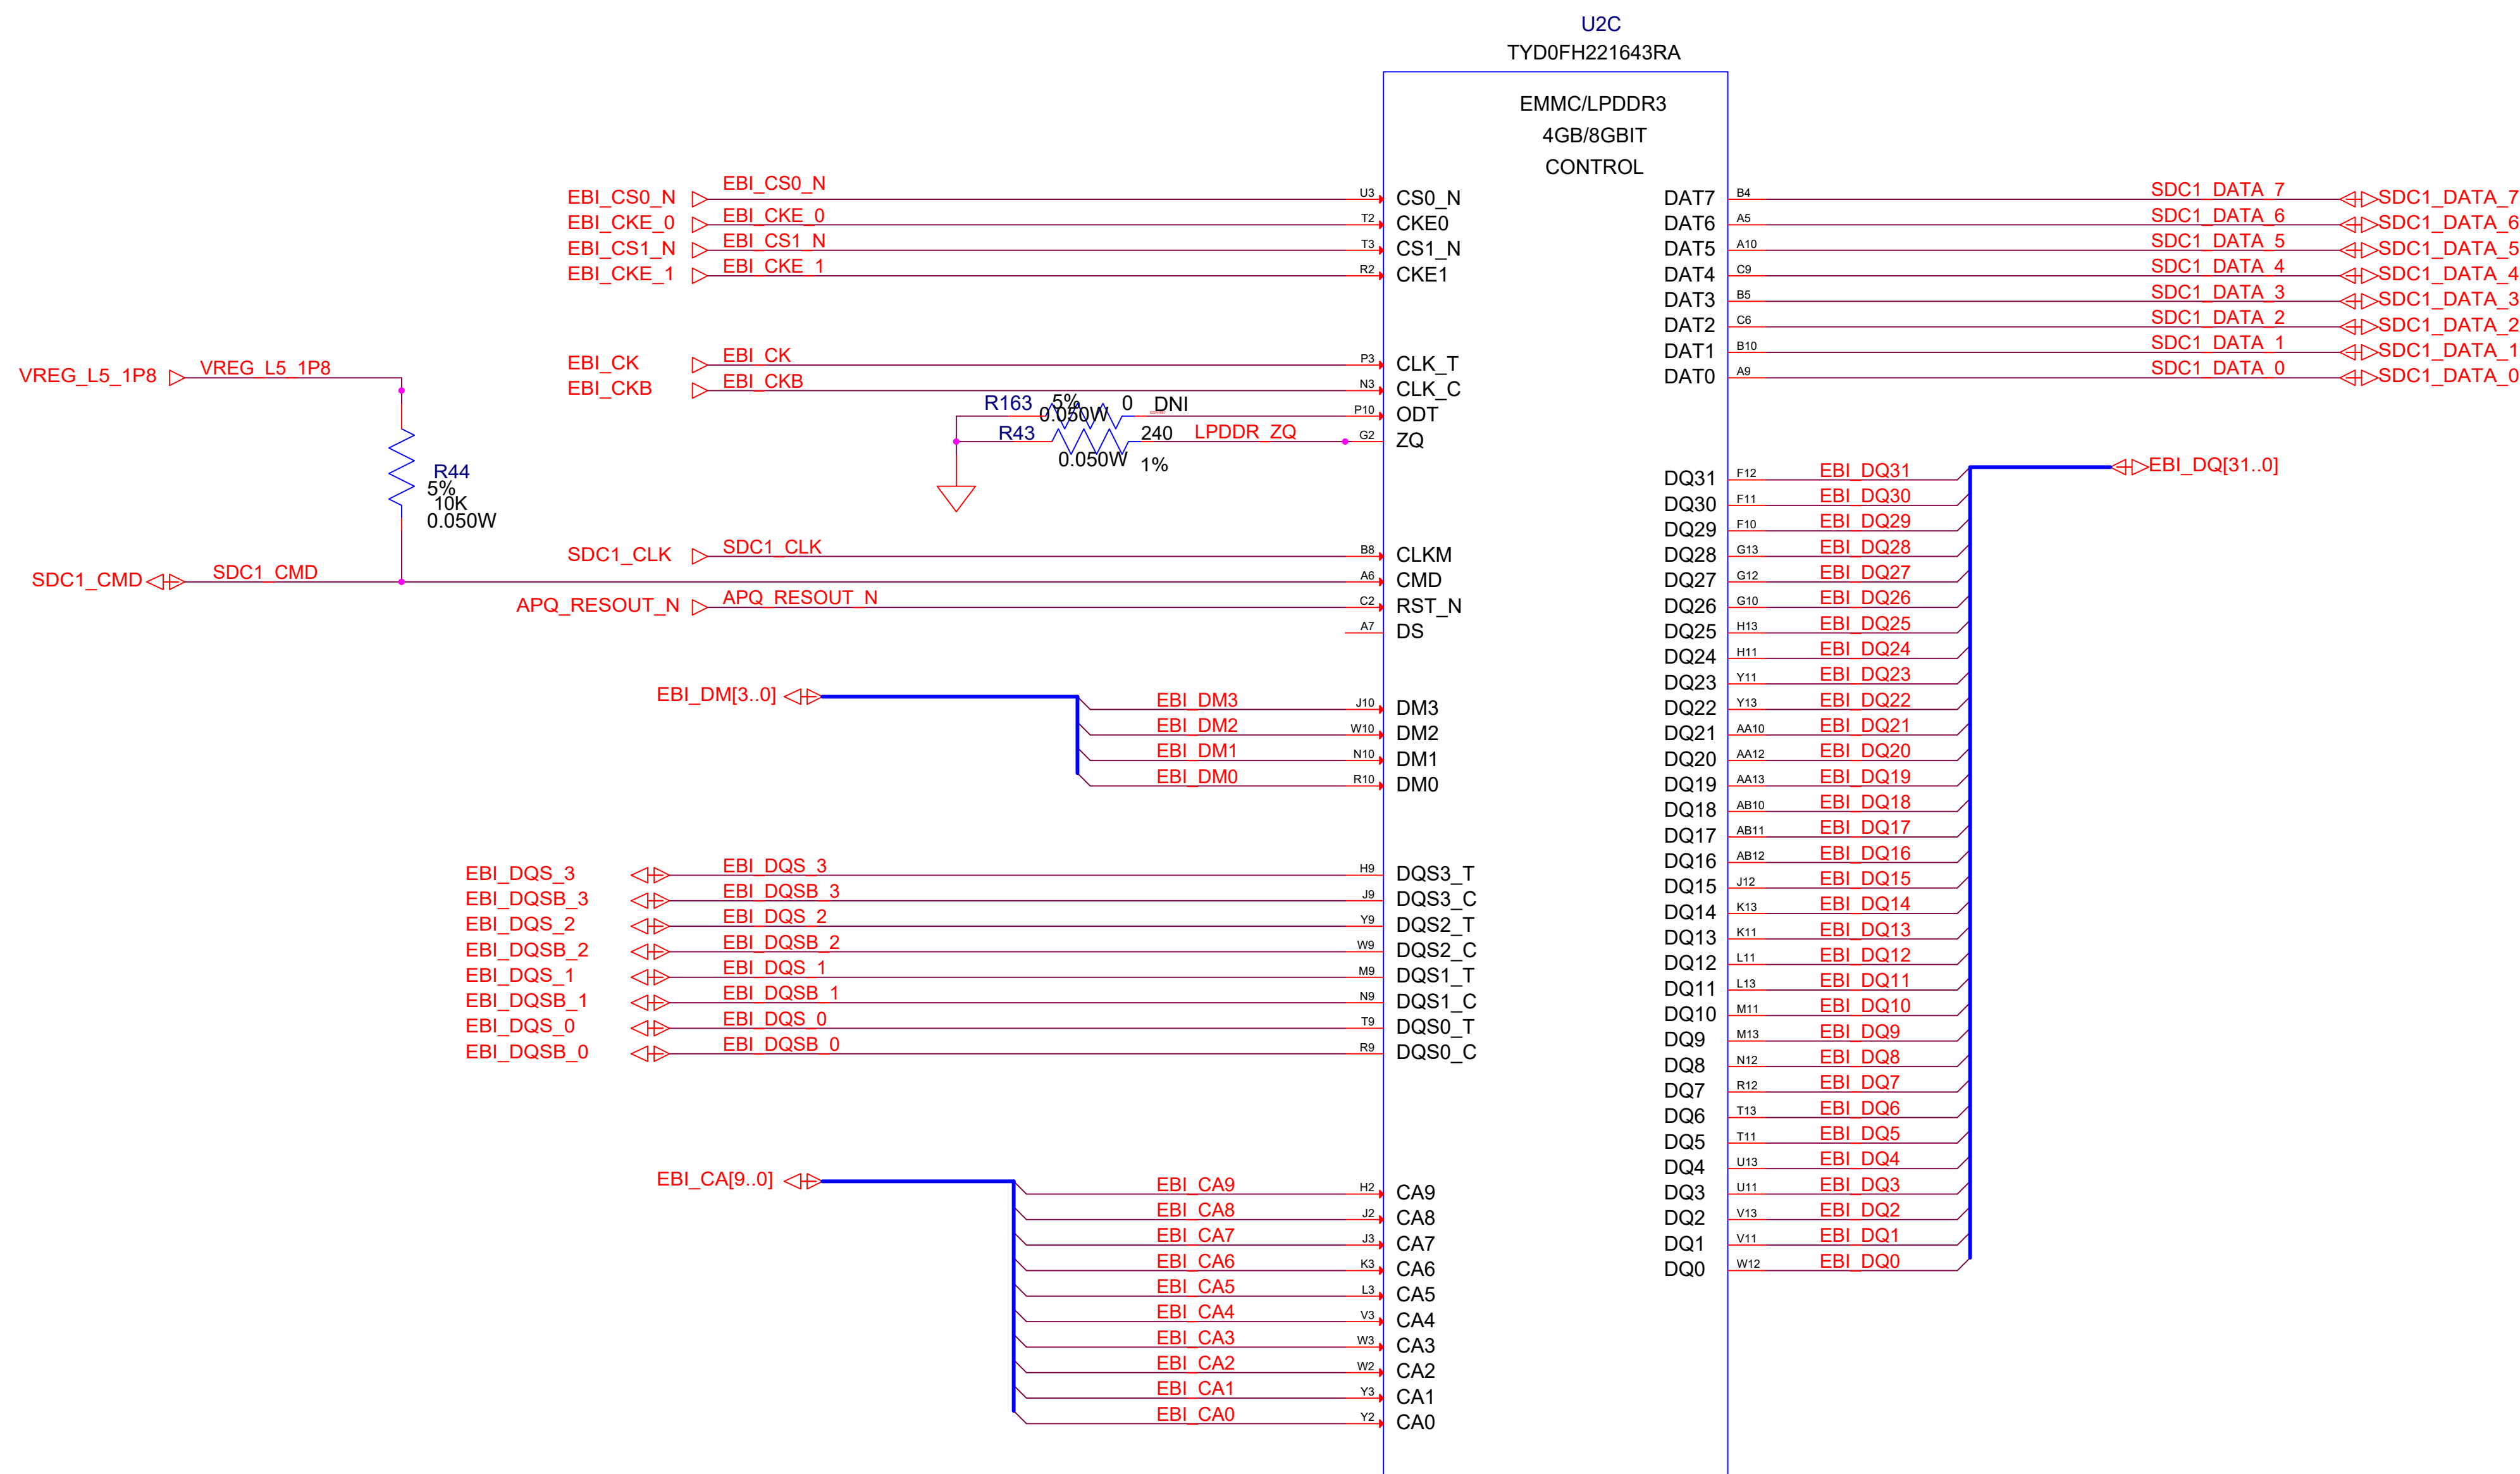 U2C
TYD0FH221643RA
EMMC/LPDDR3
4GB/8GBIT
CONTROL
EBI_CS0_N EBI_CS0_N U3 CS0_N DAT7 B4 SDC1_DATA_7 SDC1_DATA_7
EBI_CKE_0 EBI_CKE_0 T2 CKE0 DAT6 A5 SDC1_DATA_6 SDC1_DATA_6
EBI_CS1_N EBI_CS1_N T3 CS1_N DAT5 A10 SDC1_DATA_5 SDC1_DATA_5
EBI_CKE_1 EBI_CKE_1 R2 CKE1 DAT4 C9 SDC1_DATA_4 SDC1_DATA_4
DAT3 B5 SDC1_DATA_3 SDC1_DATA_3
DAT2 C6 SDC1_DATA_2 SDC1_DATA_2
EBI_CK EBI_CK P3 CLK_T DAT1 B10 SDC1_DATA_1 SDC1_DATA_1
VREG_L5_1P8 VREG_L5_1P8 EBI_CKB EBI_CKB N3 CLK_C DAT0 A9 SDC1_DATA_0 SDC1_DATA_0
R163 5% 0 DNI P10 ODT
0.050W
R43 240 LPDDR_ZQ G2 ZQ
0.050W 1%
R44
5%
10K
0.050W
SDC1_CLK SDC1_CLK B8 CLKM
SDC1_CMD SDC1_CMD A6 CMD
APQ_RESOUT_N APQ_RESOUT_N C2 RST_N
A7 DS
EBI_DM[3..0]
EBI_DM3 J10 DM3
EBI_DM2 W10 DM2
EBI_DM1 N10 DM1
EBI_DM0 R10 DM0
EBI_DQS_3 EBI_DQS_3 H9 DQS3_T
EBI_DQSB_3 EBI_DQSB_3 J9 DQS3_C
EBI_DQS_2 EBI_DQS_2 Y9 DQS2_T
EBI_DQSB_2 EBI_DQSB_2 W9 DQS2_C
EBI_DQS_1 EBI_DQS_1 M9 DQS1_T
EBI_DQSB_1 EBI_DQSB_1 N9 DQS1_C
EBI_DQS_0 EBI_DQS_0 T9 DQS0_T
EBI_DQSB_0 EBI_DQSB_0 R9 DQS0_C
EBI_CA[9..0]
EBI_CA9 H2 CA9
EBI_CA8 J2 CA8
EBI_CA7 J3 CA7
EBI_CA6 K3 CA6
EBI_CA5 L3 CA5
EBI_CA4 V3 CA4
EBI_CA3 W3 CA3
EBI_CA2 W2 CA2
EBI_CA1 Y3 CA1
EBI_CA0 Y2 CA0
EBI_DQ[31..0]
DQ31 F12 EBI_DQ31
DQ30 F11 EBI_DQ30
DQ29 F10 EBI_DQ29
DQ28 G13 EBI_DQ28
DQ27 G12 EBI_DQ27
DQ26 G10 EBI_DQ26
DQ25 H13 EBI_DQ25
DQ24 H11 EBI_DQ24
DQ23 Y11 EBI_DQ23
DQ22 Y13 EBI_DQ22
DQ21 AA10 EBI_DQ21
DQ20 AA12 EBI_DQ20
DQ19 AA13 EBI_DQ19
DQ18 AB10 EBI_DQ18
DQ17 AB11 EBI_DQ17
DQ16 AB12 EBI_DQ16
DQ15 J12 EBI_DQ15
DQ14 K13 EBI_DQ14
DQ13 K11 EBI_DQ13
DQ12 L11 EBI_DQ12
DQ11 L13 EBI_DQ11
DQ10 M11 EBI_DQ10
DQ9 M13 EBI_DQ9
DQ8 N12 EBI_DQ8
DQ7 R12 EBI_DQ7
DQ6 T13 EBI_DQ6
DQ5 T11 EBI_DQ5
DQ4 U13 EBI_DQ4
DQ3 U11 EBI_DQ3
DQ2 V13 EBI_DQ2
DQ1 V11 EBI_DQ1
DQ0 W12 EBI_DQ0